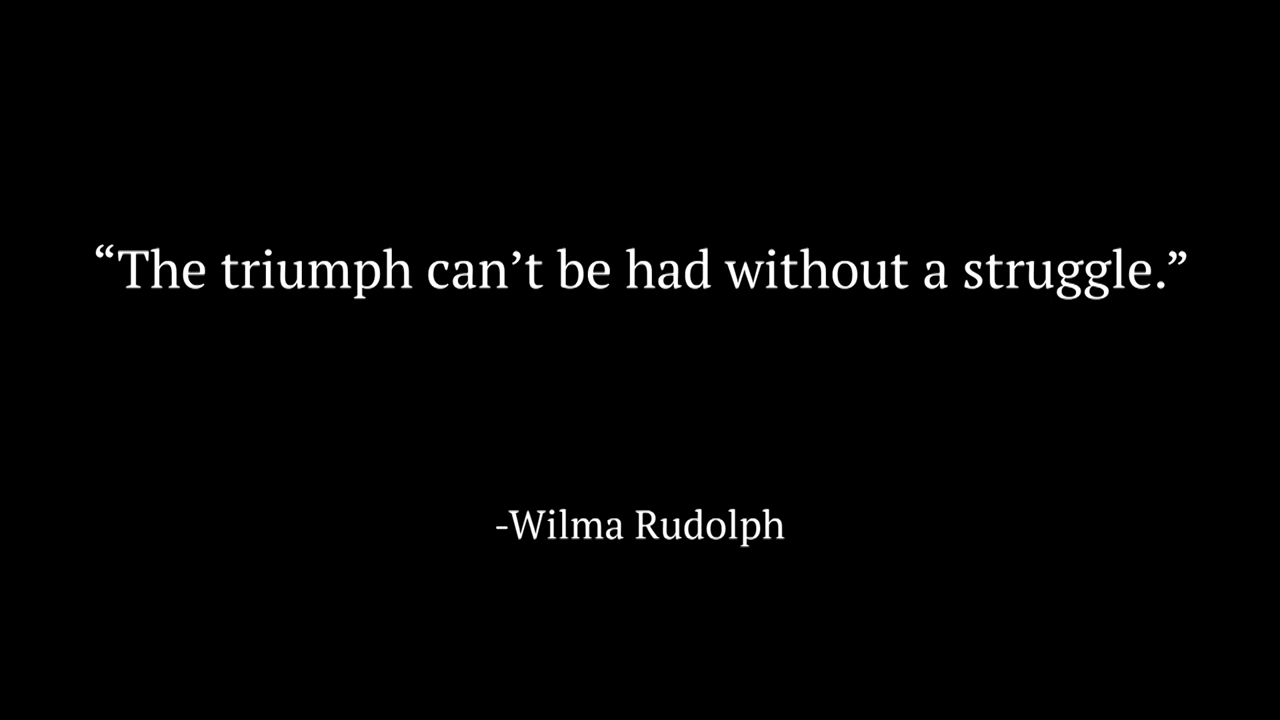 “The triumph can’t be had without a struggle.”
-Wilma Rudolph